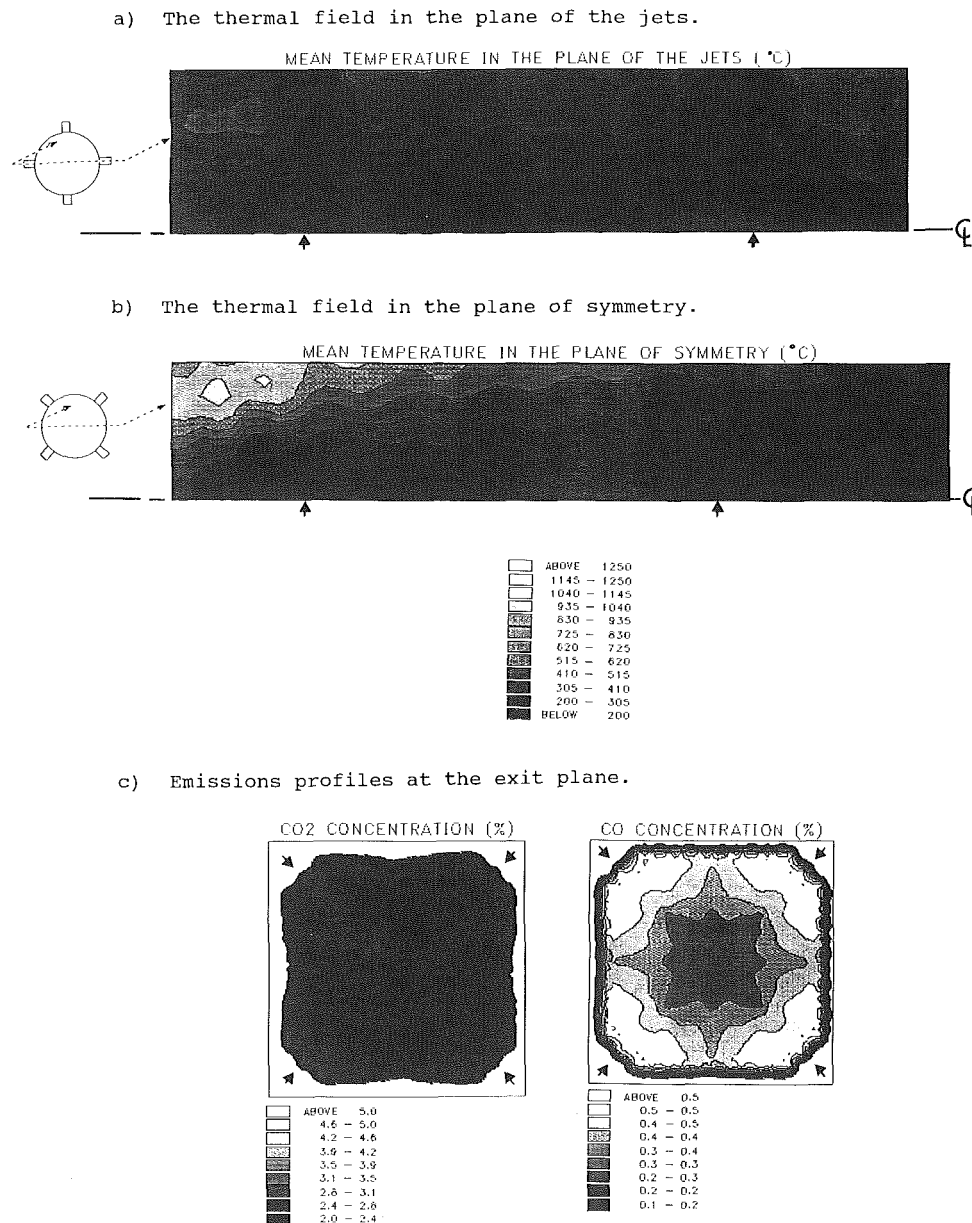 a) The thermal field in the plane of the jets.
MEAN TEMPERATURE IN THE PLANE OF THE JETS (°C)
℄
b) The thermal field in the plane of symmetry.
MEAN TEMPERATURE IN THE PLANE OF SYMMETRY (°C)
℄
ABOVE 1250
1145 - 1250
1040 - 1145
935 - 1040
830 - 935
725 - 830
620 - 725
515 - 620
410 - 515
305 - 410
200 - 305
BELOW 200
c) Emissions profiles at the exit plane.
CO2 CONCENTRATION (%)
CO CONCENTRATION (%)
ABOVE 5.0
4.6 - 5.0
4.2 - 4.6
3.9 - 4.2
3.5 - 3.9
3.1 - 3.5
2.8 - 3.1
2.4 - 2.8
2.0 - 2.4
ABOVE 0.5
0.5 - 0.5
0.4 - 0.5
0.4 - 0.4
0.3 - 0.4
0.3 - 0.3
0.2 - 0.3
0.2 - 0.2
0.1 - 0.2